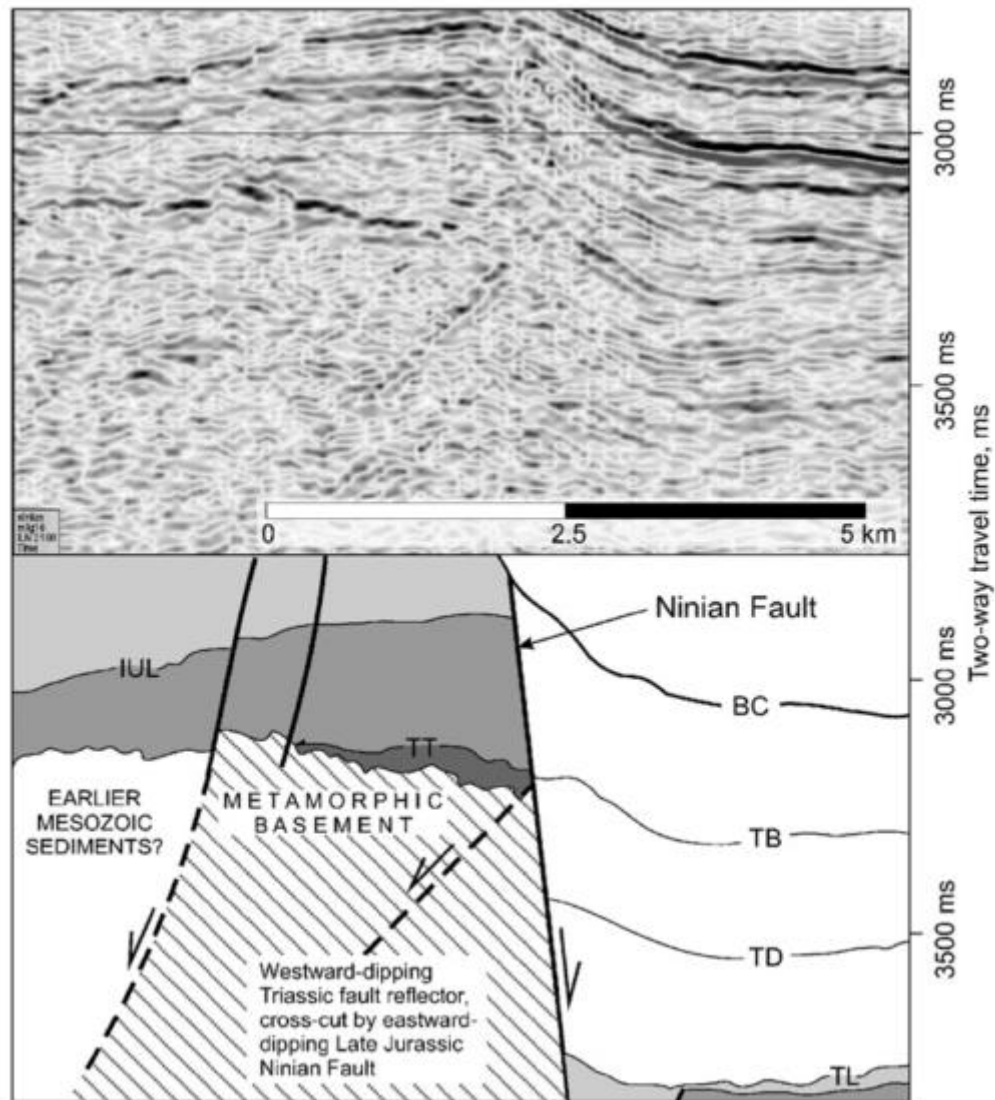 3000 ms
3500 ms
Two-way travel time, ms
0 2.5 5 km
Time
Ninian Fault
IUL
3000 ms
BC
TT
EARLIER
MESOZOIC
SEDIMENTS?
METAMORPHIC
BASEMENT
TB
TD
3500 ms
Westward-dipping
Triassic fault reflector,
cross-cut by eastward-
dipping Late Jurassic
Ninian Fault
TL